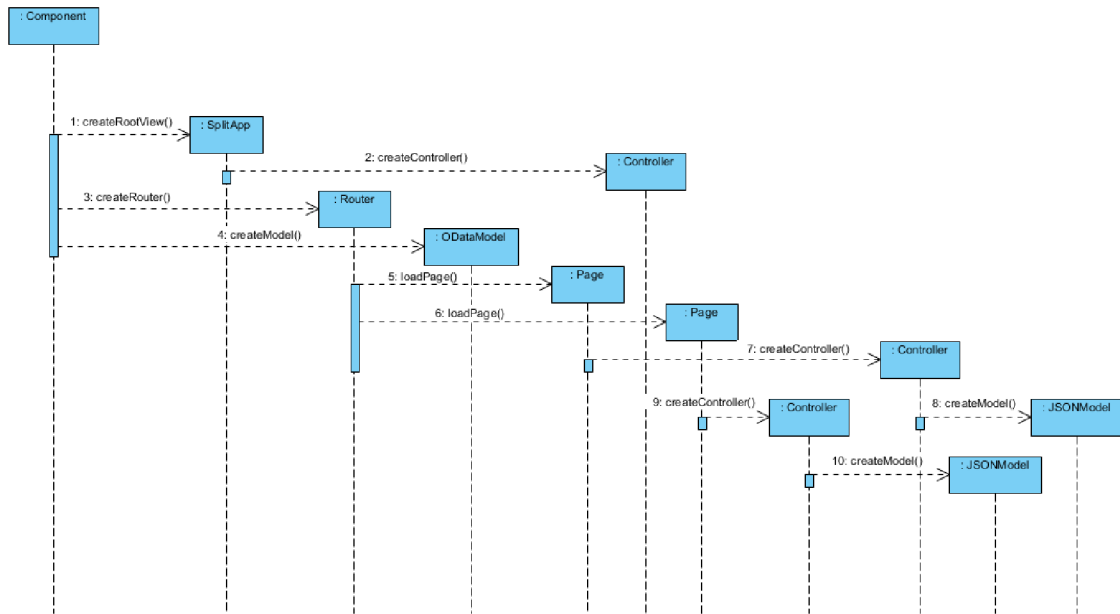 : Component
1: createRootView()
: SplitApp
2: createController()
: Controller
3: createRouter()
: Router
4: createModel()
: ODataModel
5: loadPage()
: Page
6: loadPage()
: Page
7: createController()
: Controller
9: createController()
: Controller
8: createModel()
: JSONModel
10: createModel()
: JSONModel